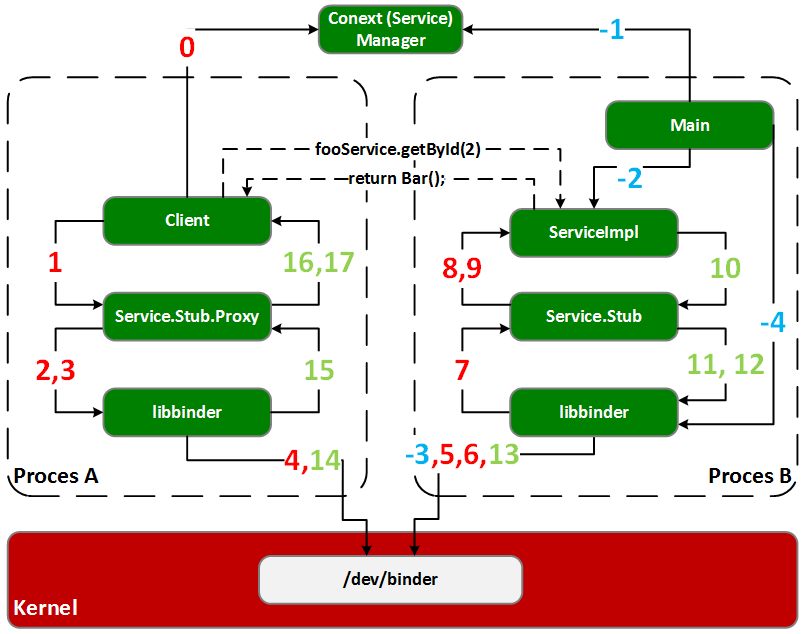 Conext (Service)
Manager
0
-1
Main
fooService.getById(2)
return Bar();
-2
Client
ServiceImpl
1
16,17
8,9
10
Service.Stub.Proxy
Service.Stub
-4
2,3
15
7
11, 12
libbinder
libbinder
4,14
-3,5,6,13
Proces A
Proces B
/dev/binder
Kernel